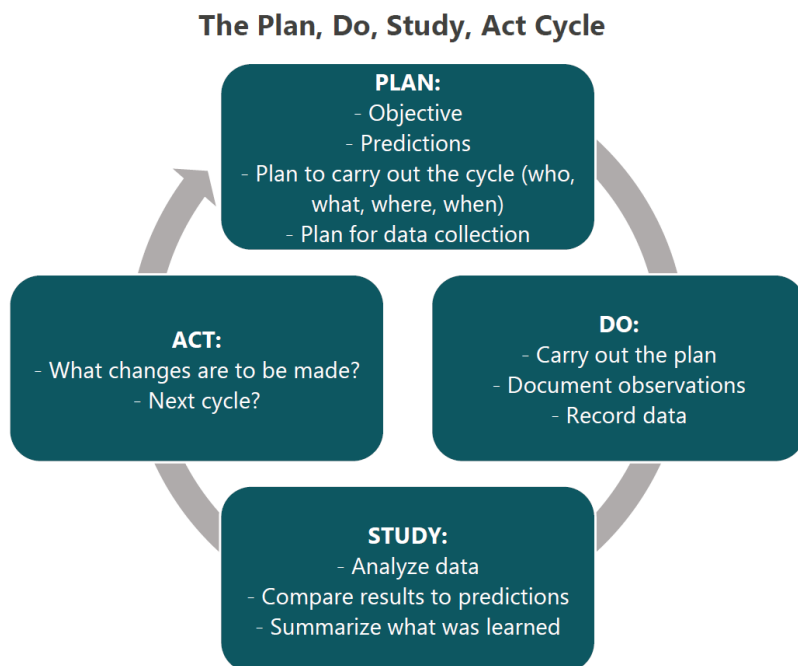 The Plan, Do, Study, Act Cycle
PLAN:
- Objective
- Predictions
- Plan to carry out the cycle (who,
what, where, when)
- Plan for data collection
DO:
- Carry out the plan
- Document observations
- Record data
STUDY:
- Analyze data
- Compare results to predictions
- Summarize what was learned
ACT:
- What changes are to be made?
- Next cycle?